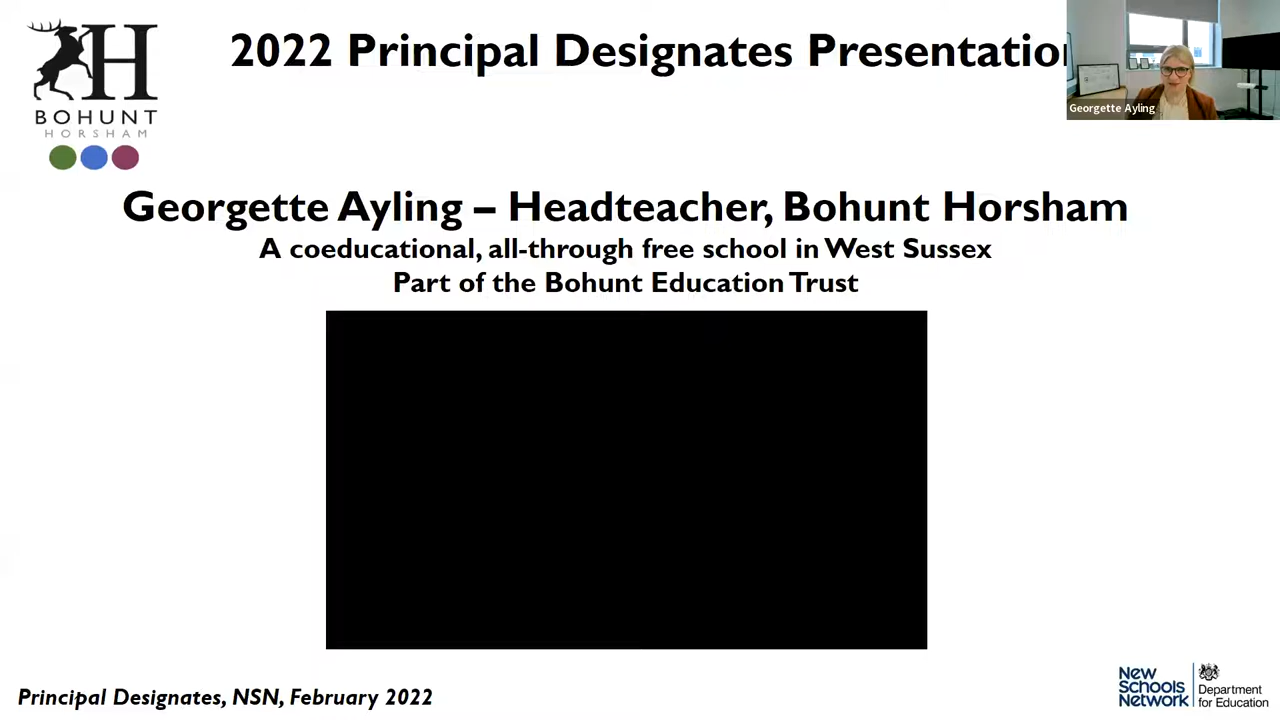 H
BOHUNT
HORSHAM
2022 Principal Designates Presentation
Georgette Ayling
Georgette Ayling – Headteacher, Bohunt Horsham
A coeducational, all-through free school in West Sussex
Part of the Bohunt Education Trust
Principal Designates, NSN, February 2022
New
Schools
Network
Department
for Education